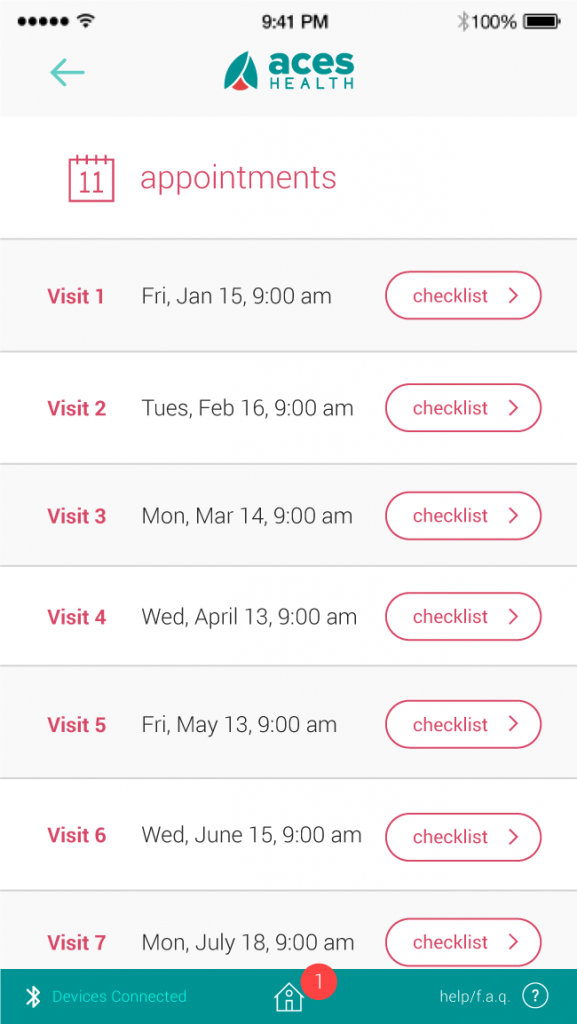 9:41 PM 100%
aces
HEALTH
11 appointments
Visit 1 Fri, Jan 15, 9:00 am checklist
Visit 2 Tues, Feb 16, 9:00 am checklist
Visit 3 Mon, Mar 14, 9:00 am checklist
Visit 4 Wed, April 13, 9:00 am checklist
Visit 5 Fri, May 13, 9:00 am checklist
Visit 6 Wed, June 15, 9:00 am checklist
Visit 7 Mon, July 18, 9:00 am checklist
1
Devices Connected help/f.a.q. ?